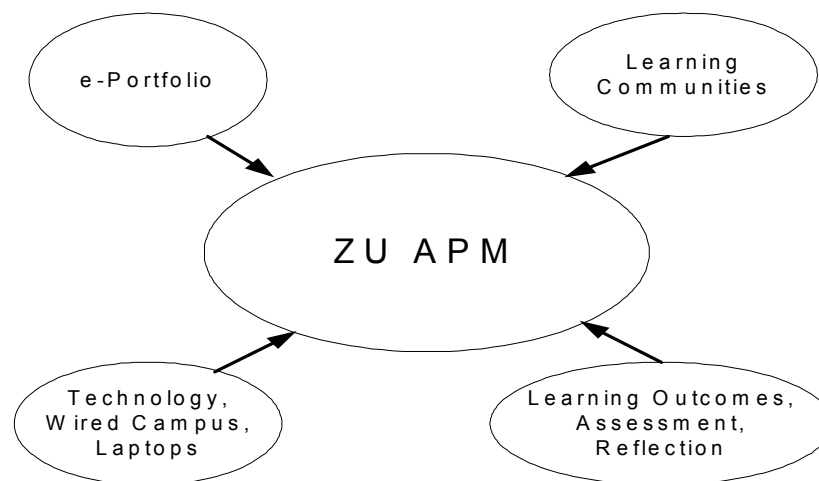 e-Portfolio
Learning
Communities
ZU APM
Technology,
Wired Campus,
Laptops
Learning Outcomes,
Assessment,
Reflection